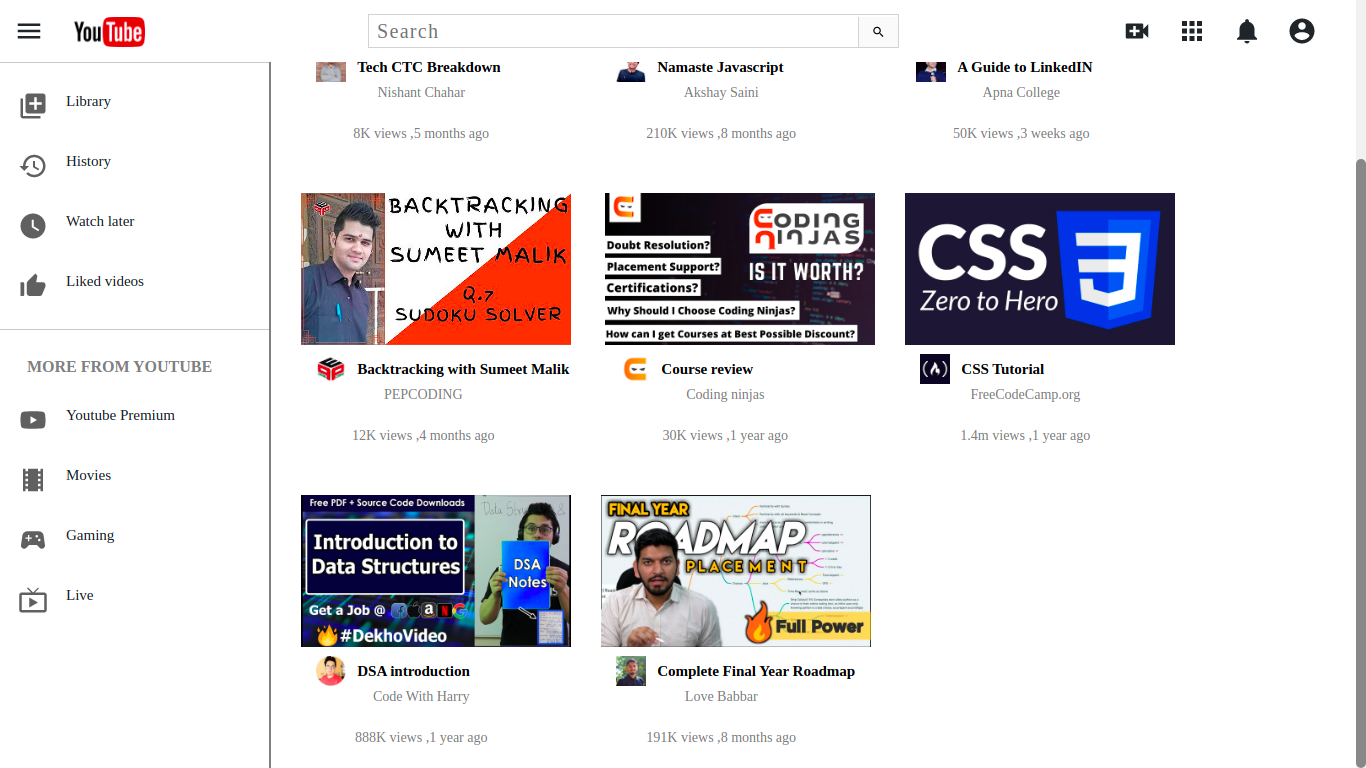 YouTube
Search
Library
History
Watch later
Liked videos
MORE FROM YOUTUBE
Youtube Premium
Movies
Gaming
Live
Tech CTC Breakdown
Nishant Chahar
8K views ,5 months ago
Namaste Javascript
Akshay Saini
210K views ,8 months ago
A Guide to LinkedIN
Apna College
50K views ,3 weeks ago
BACKTRACKING
WITH
SUMEET MALIK
Q.7
SUDOKU SOLVER
Backtracking with Sumeet Malik
PEPCODING
12K views ,4 months ago
CODING
NINJAS
IS IT WORTH?
Doubt Resolution?
Placement Support?
Certifications?
Why Should I Choose Coding Ninjas?
How can I get Courses at Best Possible Discount?
Course review
Coding ninjas
30K views ,1 year ago
CSS
Zero to Hero
CSS Tutorial
FreeCodeCamp.org
1.4m views ,1 year ago
Free PDF + Source Code Downloads
Introduction to
Data Structures
Get a Job @
#DekhoVideo
DSA
Notes
DSA introduction
Code With Harry
888K views ,1 year ago
FINAL YEAR
ROADMAP
PLACEMENT
Full Power
Complete Final Year Roadmap
Love Babbar
191K views ,8 months ago